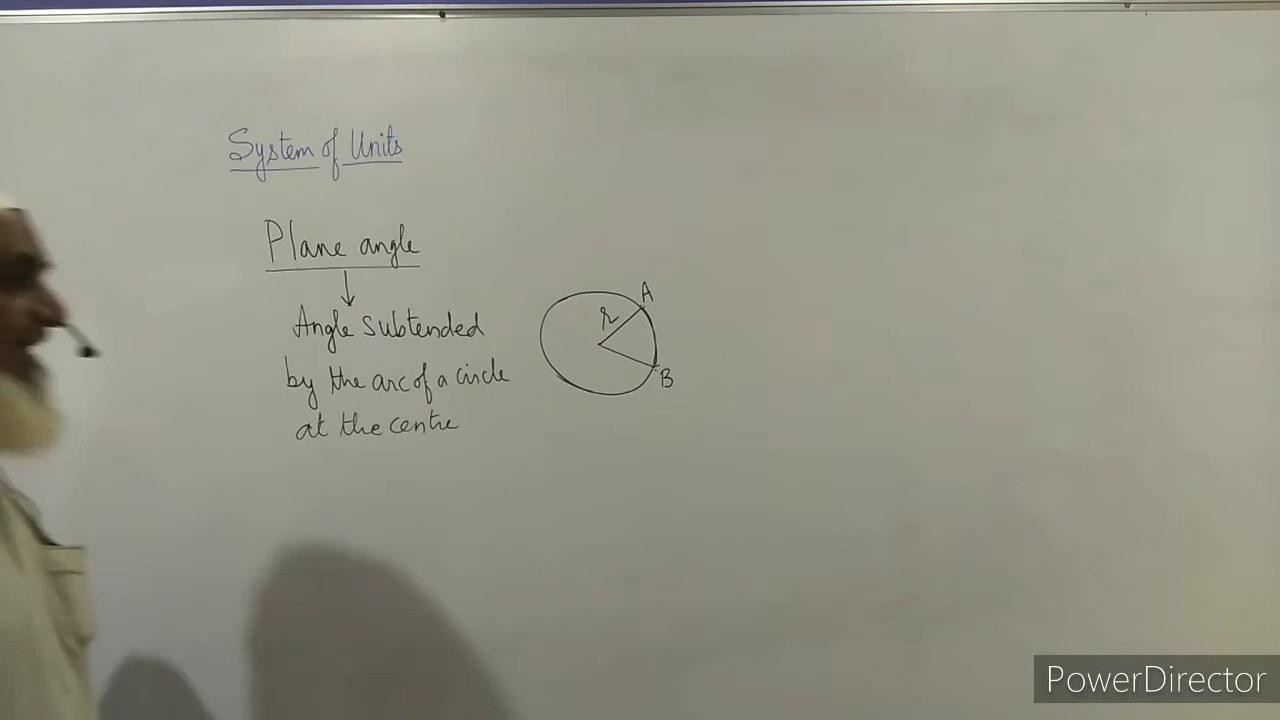 System of Units
Plane angle
Angle subtended
by the arc of a circle
at the centre
A
r
B
PowerDirector